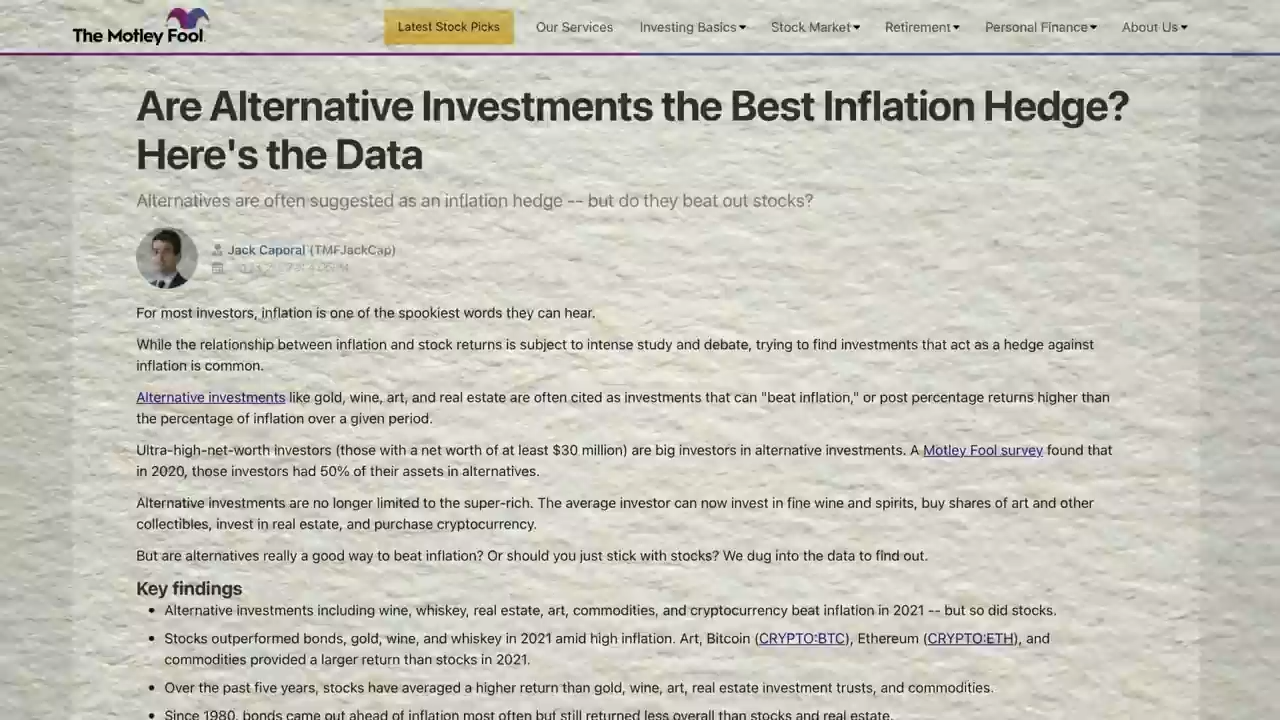 The Motley Fool
Latest Stock Picks
Our Services
Investing Basics
Stock Market
Retirement
Personal Finance
About Us
Are Alternative Investments the Best Inflation Hedge?
Here's the Data
Alternatives are often suggested as an inflation hedge -- but do they beat out stocks?
Jack Caporal (TMFJackCap)
For most investors, inflation is one of the spookiest words they can hear.
While the relationship between inflation and stock returns is subject to intense study and debate, trying to find investments that act as a hedge against
inflation is common.
Alternative investments like gold, wine, art, and real estate are often cited as investments that can "beat inflation," or post percentage returns higher than
the percentage of inflation over a given period.
Ultra-high-net-worth investors (those with a net worth of at least $30 million) are big investors in alternative investments. A Motley Fool survey found that
in 2020, those investors had 50% of their assets in alternatives.
Alternative investments are no longer limited to the super-rich. The average investor can now invest in fine wine and spirits, buy shares of art and other
collectibles, invest in real estate, and purchase cryptocurrency.
But are alternatives really a good way to beat inflation? Or should you just stick with stocks? We dug into the data to find out.
Key findings
• Alternative investments including wine, whiskey, real estate, art, commodities, and cryptocurrency beat inflation in 2021 -- but so did stocks.
• Stocks outperformed bonds, gold, wine, and whiskey in 2021 amid high inflation. Art, Bitcoin (CRYPTO:BTC), Ethereum (CRYPTO:ETH), and
commodities provided a larger return than stocks in 2021.
• Over the past five years, stocks have averaged a higher return than gold, wine, art, real estate investment trusts, and commodities.
• Since 1980, bonds came out ahead of inflation most often but still returned less overall than stocks and real estate.